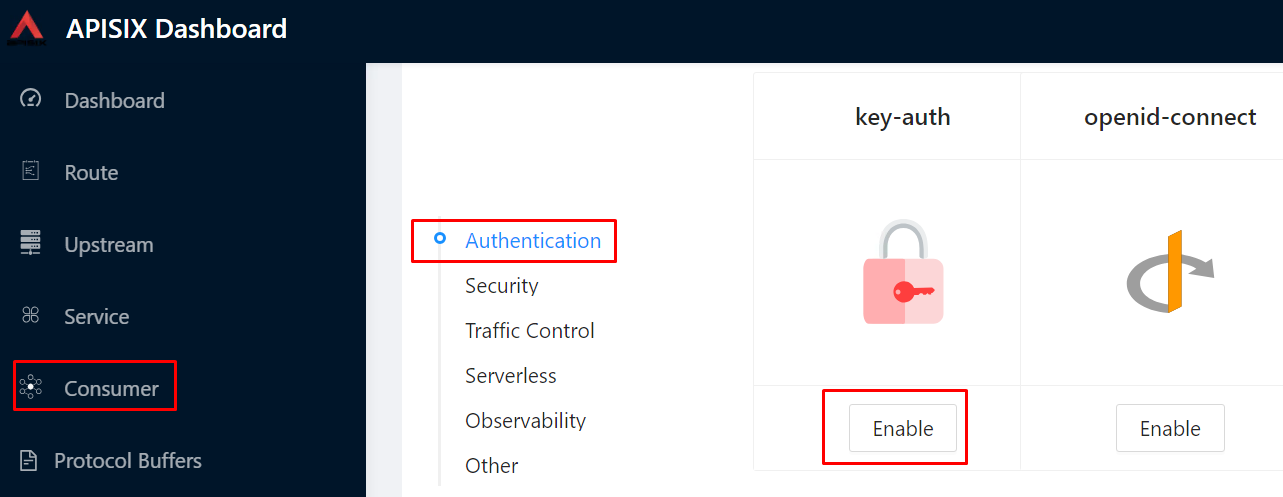 APISIX Dashboard
Dashboard
Route
Upstream
Service
Consumer
Protocol Buffers
Authentication
Security
Traffic Control
Serverless
Observability
Other
key-auth
openid-connect
Enable
Enable